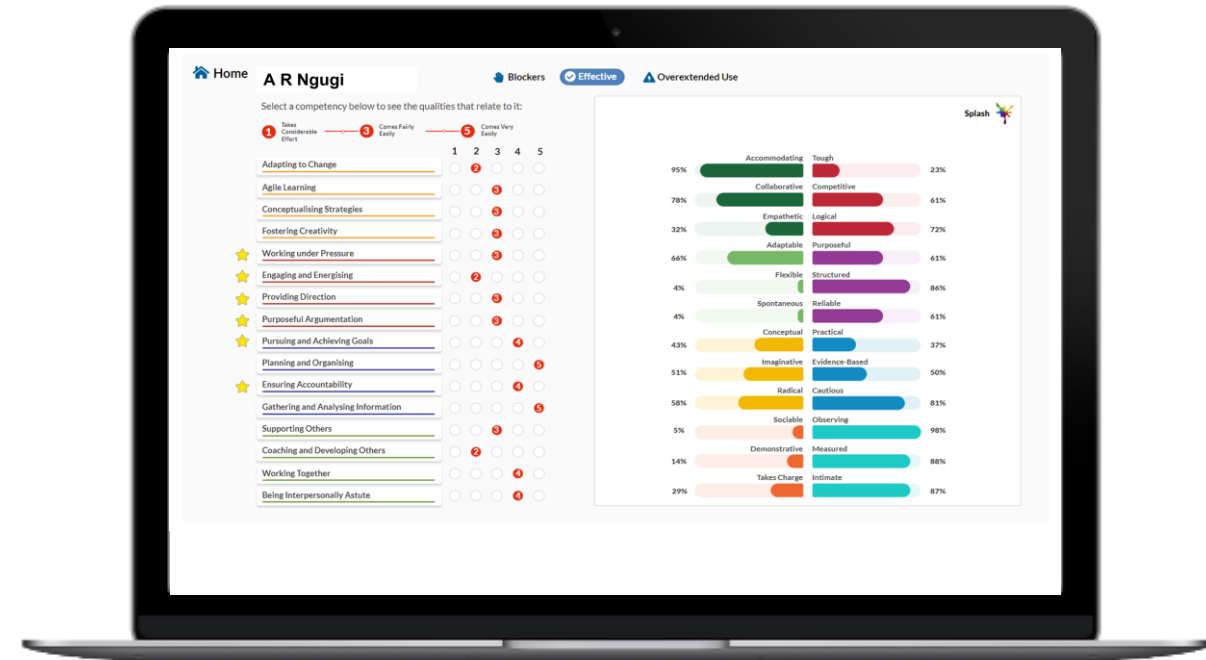 Home
A R Ngugi
Blockers
Effective
Overextended Use
Select a competency below to see the qualities that relate to it:
1 Takes Considerable Effort
3 Comes Fairly Easily
5 Comes Very Easily
1 2 3 4 5
Adapting to Change 2
Agile Learning 3
Conceptualising Strategies 3
Fostering Creativity 3
Working under Pressure 3
Engaging and Energising 2
Providing Direction 3
Purposeful Argumentation 3
Pursuing and Achieving Goals 4
Planning and Organising 5
Ensuring Accountability 4
Gathering and Analysing Information 5
Supporting Others 3
Coaching and Developing Others 2
Working Together 4
Being Interpersonally Astute 4
Splash
Accommodating Tough
95% 23%
Collaborative Competitive
78% 61%
Empathetic Logical
32% 72%
Adaptable Purposeful
66% 61%
Flexible Structured
4% 86%
Spontaneous Reliable
4% 61%
Conceptual Practical
43% 37%
Imaginative Evidence-Based
51% 50%
Radical Cautious
58% 81%
Sociable Observing
5% 98%
Demonstrative Measured
14% 88%
Takes Charge Intimate
29% 87%